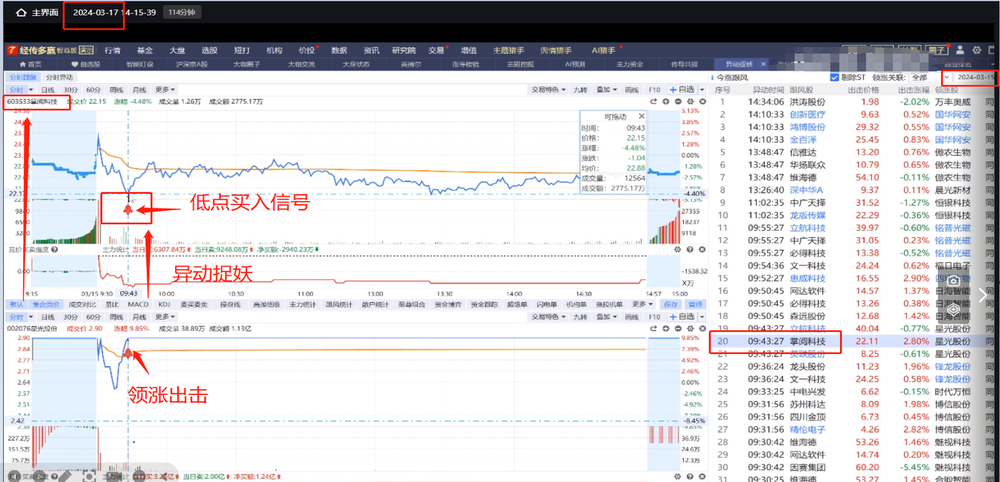 主界面 2024-03-17 14-15-39 114分钟
经传多赢 智尊版 演示 行情 基金 大盘 选股 短打 机构 价投 数据 资讯 研究院 交易 增值 主题猎手 舆情猎手 AI猎手
首页 自选股 智能盯盘 沪深京A股 大咖圈子 大咖交流 大盘状态 英搏尔 涨停梳镜 主题挖掘 AI预测 主力资金 传导共振 异动捉妖 ×
分时跟随 分时异动
今涨跟风 剔除ST 领涨关联: 全部 2024-03-15
分时 日线 30分 60分 周线 月线 更多 交易特色 九转 叠加 画线 F10 +自选
603533掌阅科技 成交价 22.15 涨幅 -4.48% 成交量 1.26万 成交额 2775.17万
可拖动 ×
时间: 09:43
价格: 22.15
涨幅: -4.48%
涨跌: -1.04
均价: 22.88
成交量: 12564
成交额: 2775.17万
5.13%
3.85%
2.57%
1.28%
0.00%
-1.28%
-2.57%
-4.40%
-5.13%
27355
18237
9118
低点买入信号
主力统计 当日买:6307.84万 当日卖:9248.08万 净买额:-2940.23万
异动捉妖
0.00
-1538.32
X万
9:15 03/15 9:30 09:43 10:00 10:30 11:00 13:00 13:30 14:00 14:30 14:57 15:00
默认 集合竞价 成交对比 量比 MACD KDJ 委买委卖 操盘线 高抛低吸 主力统计 跟风统计 散户统计 至尊组合 资金博弈 资金跟踪 超级单 闪电单 机构单 拖拉机单 更多 保存 管理
分时 日线 30分 60分 周线 月线 更多 交易特色 九转 叠加 画线 F10 +自选
002076星光股份 成交价 2.90 涨幅 9.85% 成交量 38.89万 成交额 1.13亿
2.90
2.84
2.77
2.71
2.64
2.57
2.51
2.42
2.38
227.2万
151.5万
75.7万
9.85%
7.39%
4.92%
2.46%
0.00%
-2.46%
-4.92%
-8.45%
-9.85%
36.9万
24.6万
12.3万
领涨出击
当日卖:2.00亿 净买额:1.24亿
序号 异动时间 跟风股 出击价格 出击涨幅 领涨股
1 14:34:06 洪涛股份 1.98 -2.02% 万丰奥威 同
2 14:10:33 创新医疗 9.63 0.52% 国华网安 同
3 14:10:33 鸿博股份 29.32 0.55% 国华网安 同
4 14:10:33 金百泽 25.45 0.83% 国华网安 同
5 13:48:47 信雅达 13.20 0.76% 傲农生物 同
6 13:48:47 华扬联众 10.79 0.65% 傲农生物 同
7 13:48:47 维海德 54.10 -0.11% 傲农生物 同
8 13:26:40 深中华A 9.37 0.11% 晨光新材 同
9 11:02:35 中广天择 31.52 -1.27% 恒银科技 同
10 11:02:35 龙版传媒 22.29 -0.36% 恒银科技 同
11 09:55:27 立航科技 39.97 -0.60% 铭普光磁 同
12 09:55:27 中广天择 31.05 0.23% 铭普光磁 同
13 09:55:27 必得科技 13.38 -0.52% 铭普光磁 同
14 09:54:36 文一科技 24.24 0.62% 福日电子 同
15 09:52:27 惠威科技 16.55 2.90% 同
16 09:50:45 网达软件 14.57 1.37% 日海智能 同
17 09:50:45 必得科技 13.26 0.38% 日海智能 同
18 09:50:45 森远股份 12.68 1.42% 日海智能 同
19 09:43:27 立航科技 40.04 -0.77% 星光股份 同
20 09:43:27 掌阅科技 22.11 2.80% 星光股份 同
21 09:43:27 英联股份 8.25 -0.61% 星光股份 同
22 09:36:24 龙头股份 11.23 1.96% 锋龙股份 同
23 09:36:24 文一科技 24.25 0.58% 锋龙股份 同
24 09:33:25 中电兴发 6.62 -0.15% 时代万恒 同
25 09:31:56 苏州科达 8.09 1.98% 博信股份 同
26 09:31:56 四川金顶 6.73 0.45% 博信股份 同
27 09:31:56 精伦电子 4.26 2.82% 博信股份 同
28 09:30:42 维海德 53.26 1.46% 魅视科技 同
29 09:30:42 网达软件 14.74 0.20% 魅视科技 同
30 09:30:42 因赛集团 60.20 -5.45% 魅视科技 同
31 09:30:42 维海德 53.27 1.45%